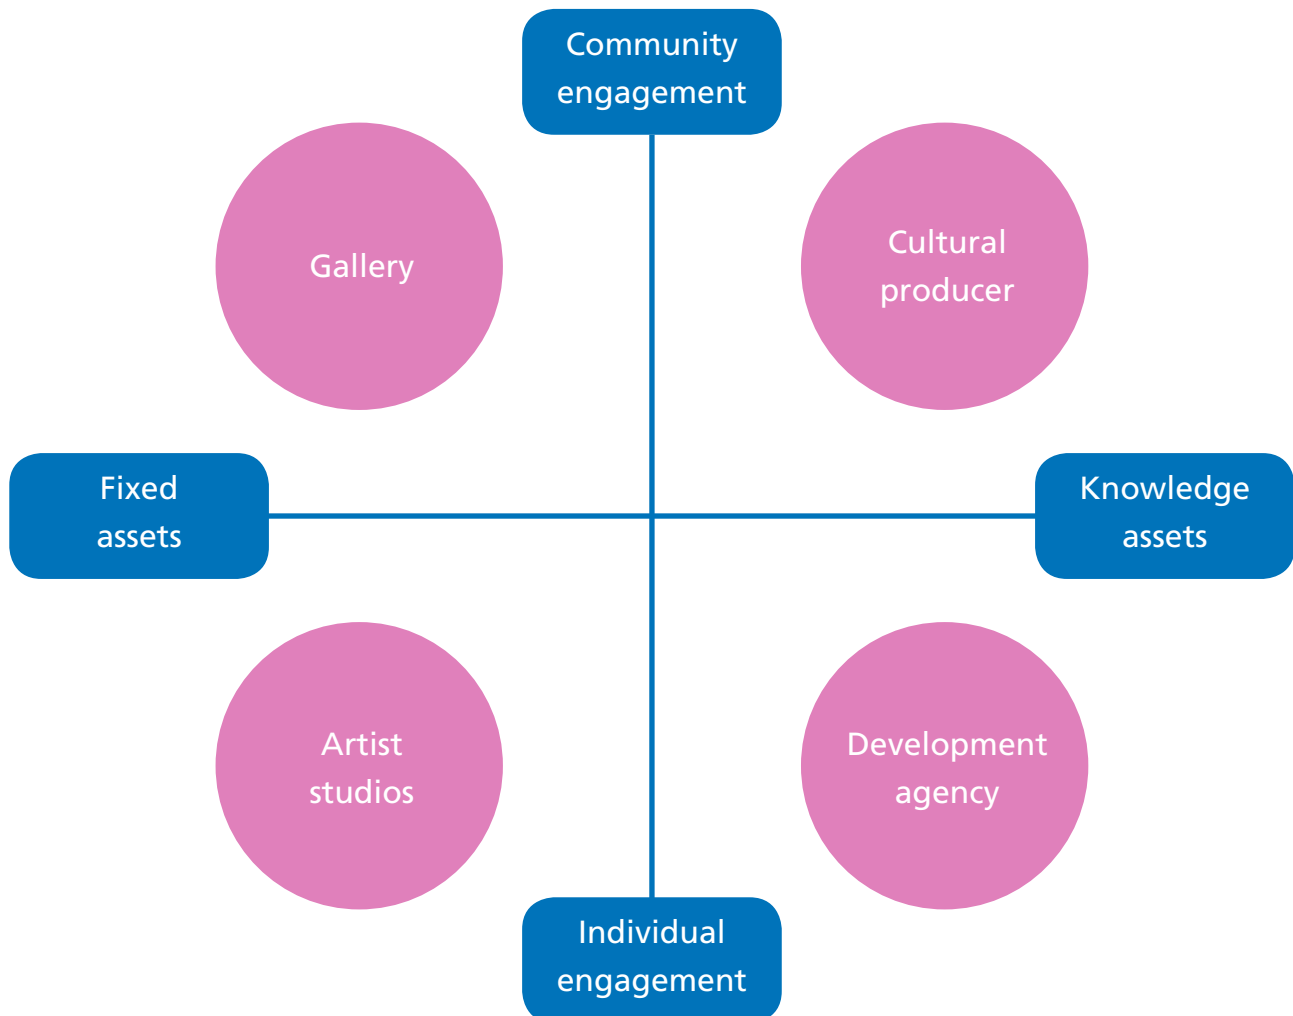 Community
engagement
Gallery
Cultural
producer
Fixed
assets
Knowledge
assets
Artist
studios
Development
agency
Individual
engagement